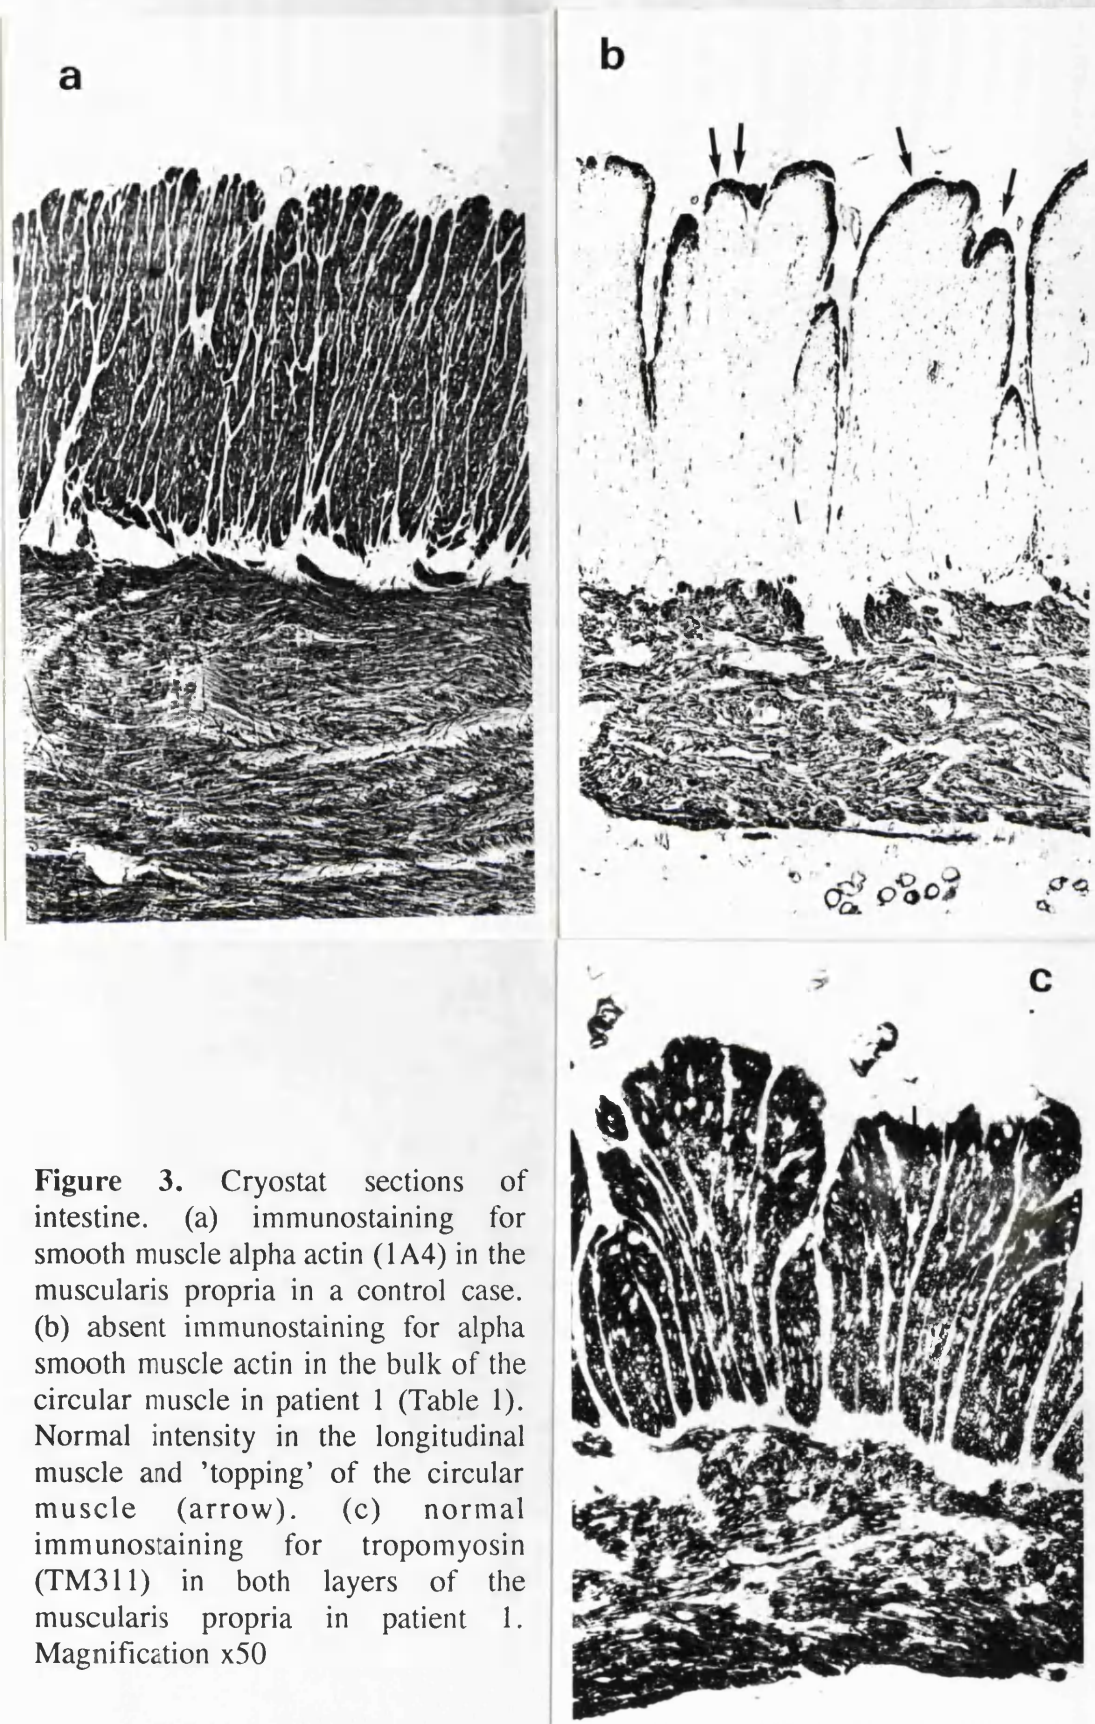 a
b
c
Figure 3. Cryostat sections of
intestine. (a) immunostaining for
smooth muscle alpha actin (1A4) in the
muscularis propria in a control case.
(b) absent immunostaining for alpha
smooth muscle actin in the bulk of the
circular muscle in patient 1 (Table 1).
Normal intensity in the longitudinal
muscle and 'topping' of the circular
muscle (arrow). (c) normal
immunostaining for tropomyosin
(TM311) in both layers of the
muscularis propria in patient 1.
Magnification x50